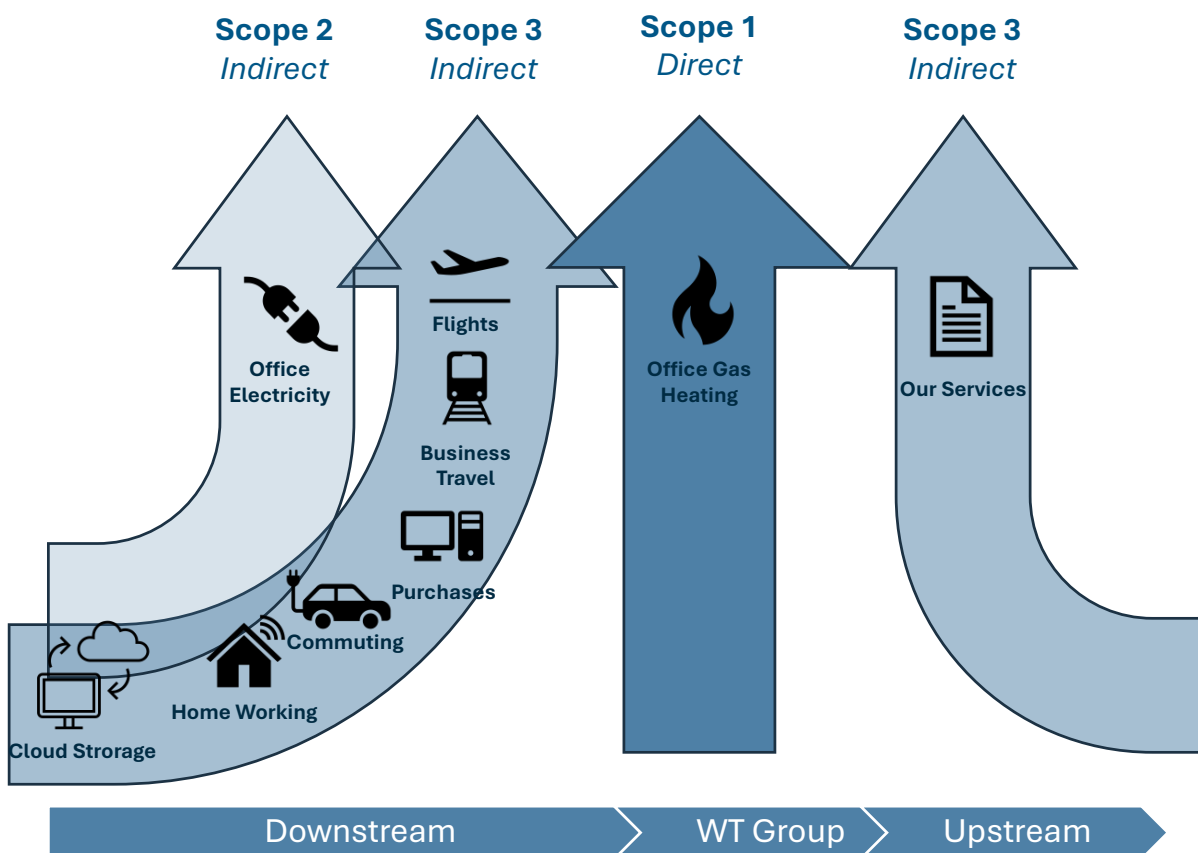 Scope 2
Indirect
Scope 3
Indirect
Scope 1
Direct
Scope 3
Indirect
Office
Electricity
Flights
Business
Travel
Purchases
Commuting
Home Working
Cloud Strorage
Office Gas
Heating
Our Services
Downstream
WT Group
Upstream